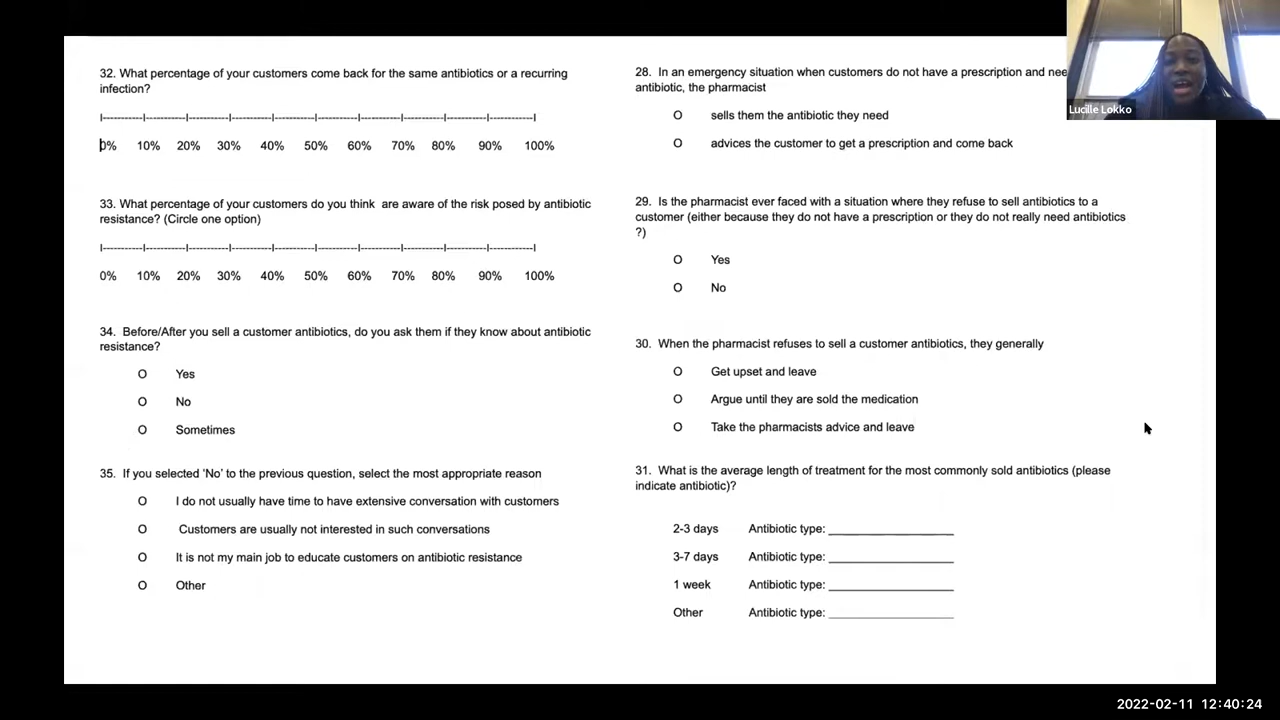 32. What percentage of your customers come back for the same antibiotics or a recurring
infection?
I-----------I-----------I-----------I-----------I-----------I-----------I-----------I-----------I-----------I-----------I
0% 10% 20% 30% 40% 50% 60% 70% 80% 90% 100%
33. What percentage of your customers do you think are aware of the risk posed by antibiotic
resistance? (Circle one option)
I-----------I-----------I-----------I-----------I-----------I-----------I-----------I-----------I-----------I-----------I
0% 10% 20% 30% 40% 50% 60% 70% 80% 90% 100%
34. Before/After you sell a customer antibiotics, do you ask them if they know about antibiotic
resistance?
O Yes
O No
O Sometimes
35. If you selected 'No' to the previous question, select the most appropriate reason
O I do not usually have time to have extensive conversation with customers
O Customers are usually not interested in such conversations
O It is not my main job to educate customers on antibiotic resistance
O Other
28. In an emergency situation when customers do not have a prescription and
antibiotic, the pharmacist
O sells them the antibiotic they need
O advices the customer to get a prescription and come back
29. Is the pharmacist ever faced with a situation where they refuse to sell antibiotics to a
customer (either because they do not have a prescription or they do not really need antibiotics
?)
O Yes
O No
30. When the pharmacist refuses to sell a customer antibiotics, they generally
O Get upset and leave
O Argue until they are sold the medication
O Take the pharmacists advice and leave
31. What is the average length of treatment for the most commonly sold antibiotics (please
indicate antibiotic)?
2-3 days Antibiotic type: ___________________
3-7 days Antibiotic type: ___________________
1 week Antibiotic type: ___________________
Other Antibiotic type: ___________________
Lucille Lokko
2022-02-11 12:40:24